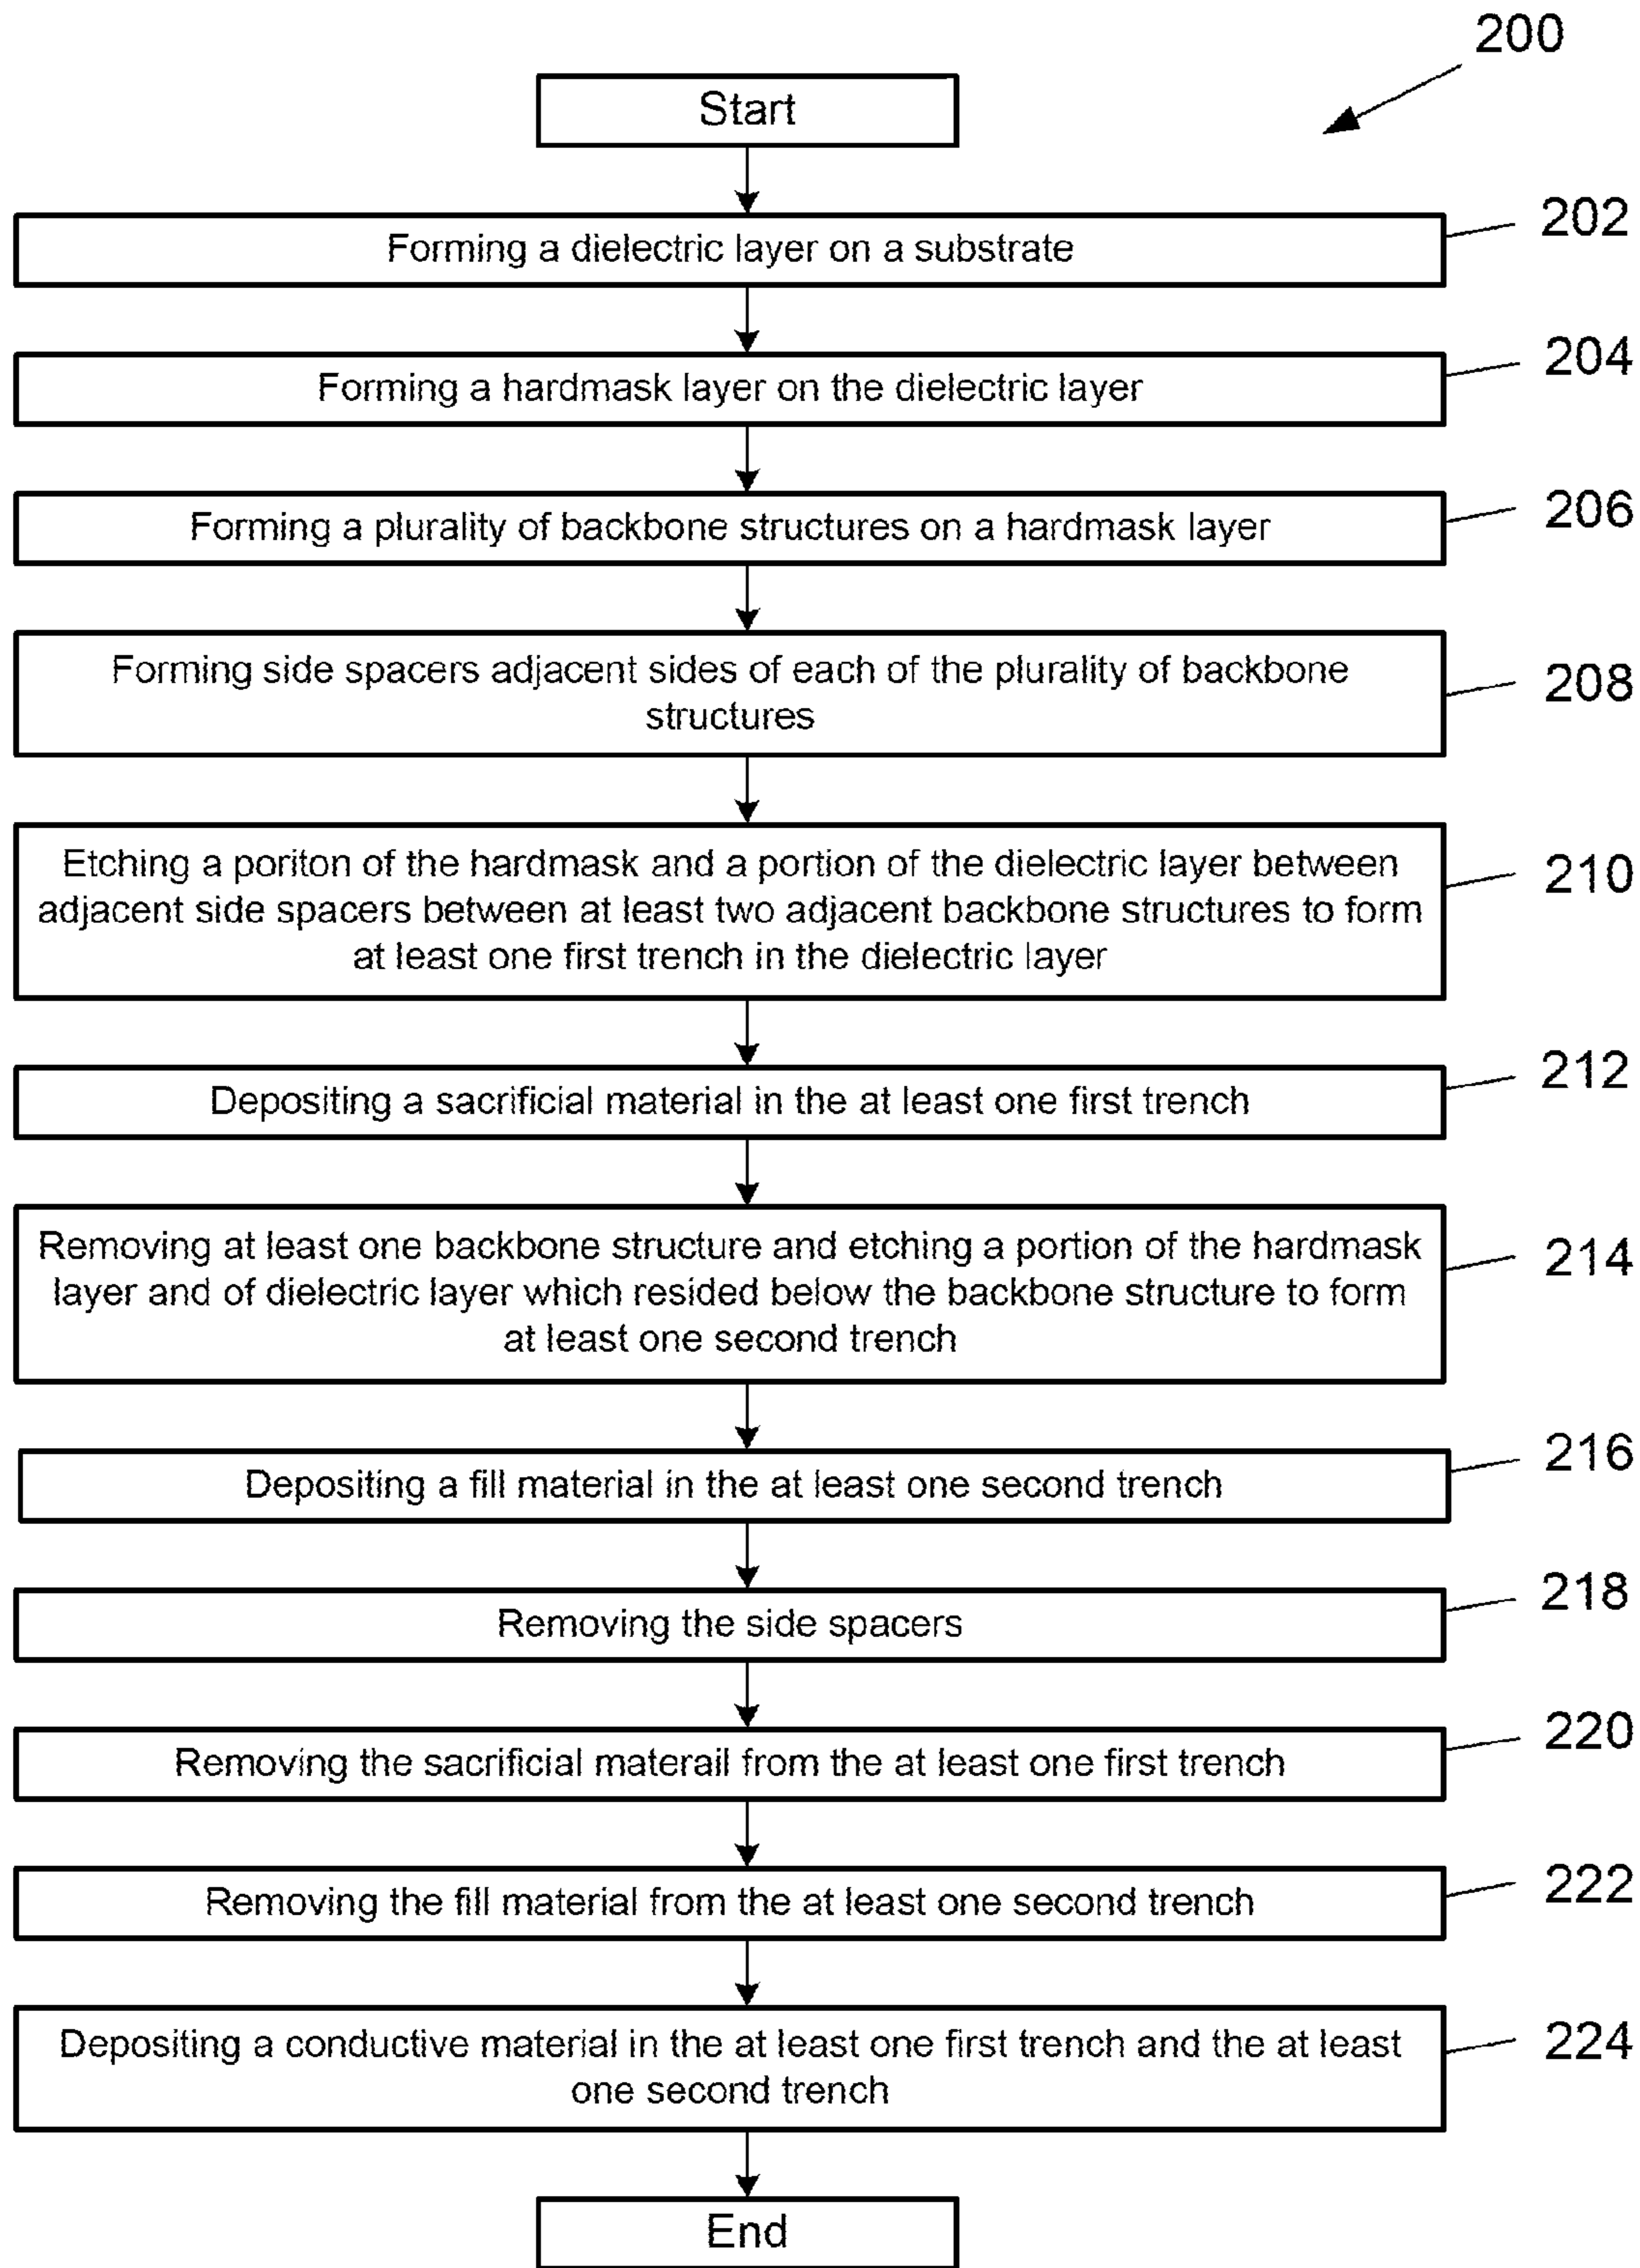 200
Start
202
Forming a dielectric layer on a substrate
204
Forming a hardmask layer on the dielectric layer
206
Forming a plurality of backbone structures on a hardmask layer
208
Forming side spacers adjacent sides of each of the plurality of backbone
structures
210
Etching a poriton of the hardmask and a portion of the dielectric layer between
adjacent side spacers between at least two adjacent backbone structures to form
at least one first trench in the dielectric layer
212
Depositing a sacrificial material in the at least one first trench
214
Removing at least one backbone structure and etching a portion of the hardmask
layer and of dielectric layer which resided below the backbone structure to form
at least one second trench
216
Depositing a fill material in the at least one second trench
218
Removing the side spacers
220
Removing the sacrificial materail from the at least one first trench
222
Removing the fill material from the at least one second trench
224
Depositing a conductive material in the at least one first trench and the at least
one second trench
End